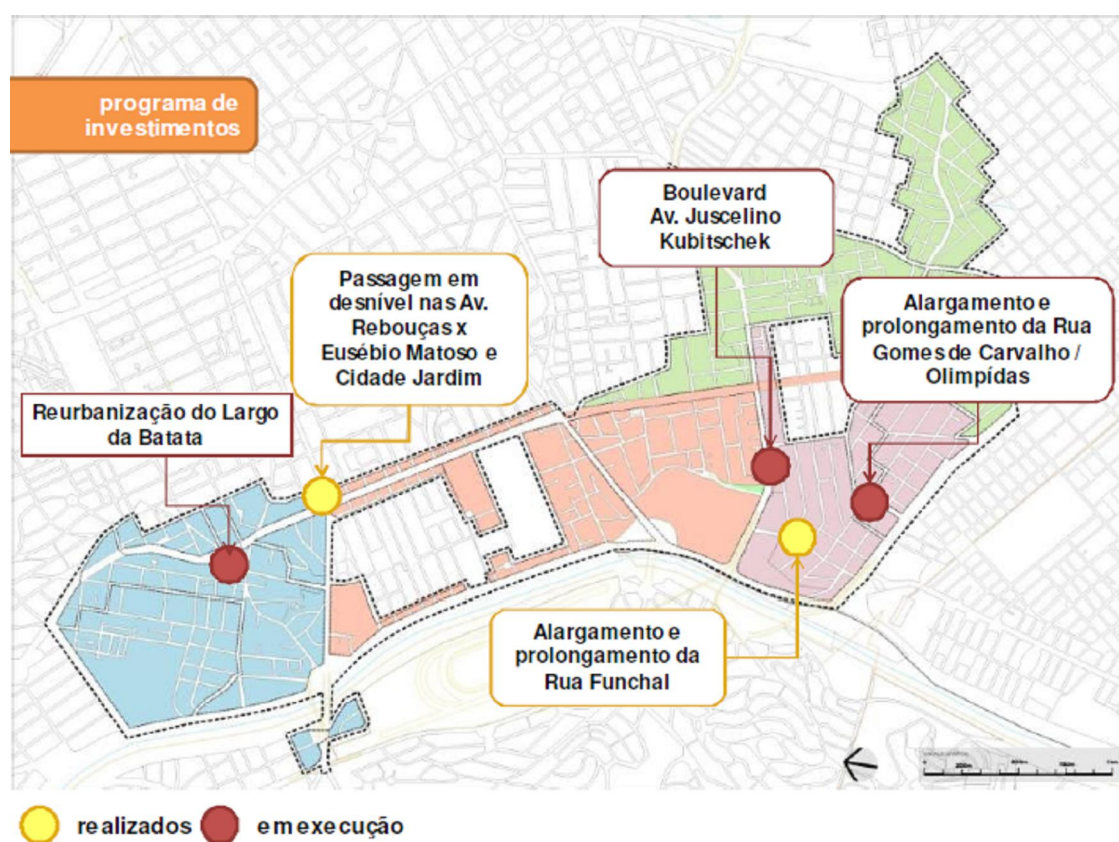 programa de
investimentos
Boulevard
Av. Juscelino
Kubitschek
Passagem em
desnível nas Av.
Rebouças x
Eusébio Matoso e
Cidade Jardim
Alargamento e
prolongamento da Rua
Gomes de Carvalho /
Olimpídas
Reurbanização do Largo
da Batata
Alargamento e
prolongamento da
Rua Funchal
realizados
em execução